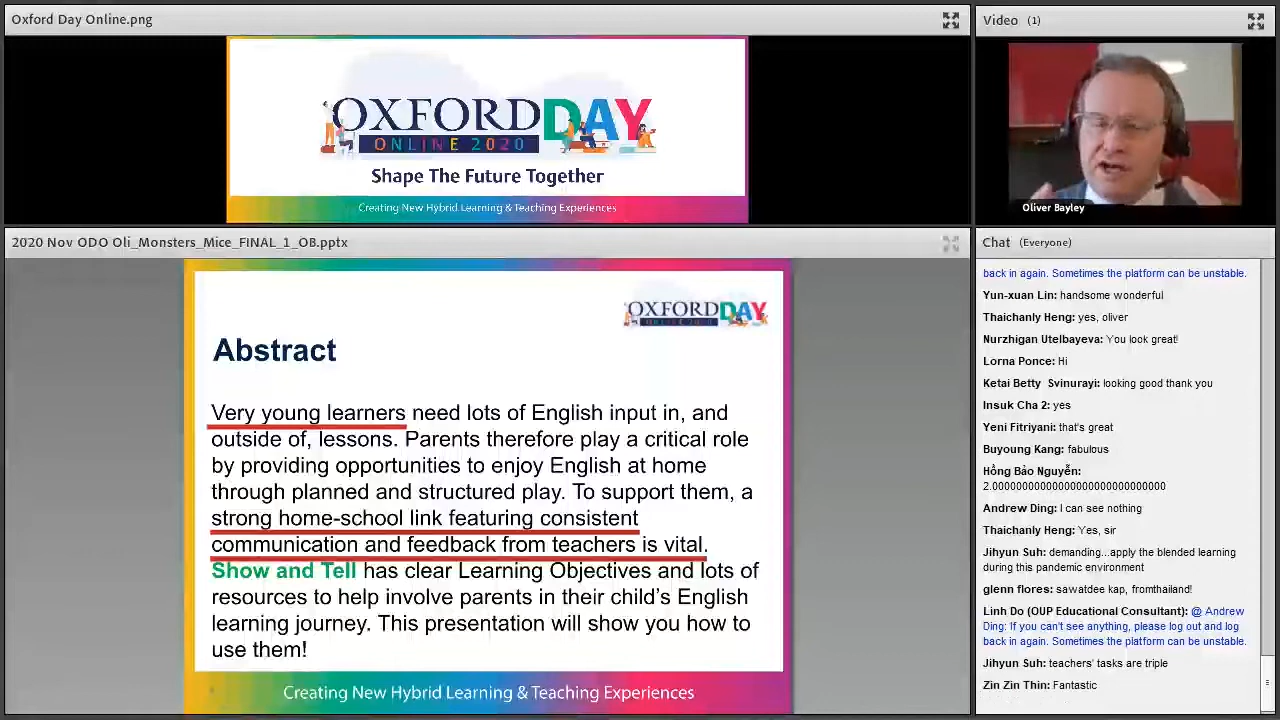 Oxford Day Online.png
OXFORD DAY
ONLINE 2020
Shape The Future Together
Creating New Hybrid Learning & Teaching Experiences
Video (1)
Oliver Bayley
2020 Nov ODO Oli_Monsters_Mice_FINAL_1_OB.pptx
OXFORD DAY
ONLINE 2020
Abstract
Very young learners need lots of English input in, and
outside of, lessons. Parents therefore play a critical role
by providing opportunities to enjoy English at home
through planned and structured play. To support them, a
strong home-school link featuring consistent
communication and feedback from teachers is vital.
Show and Tell has clear Learning Objectives and lots of
resources to help involve parents in their child's English
learning journey. This presentation will show you how to
use them!
Creating New Hybrid Learning & Teaching Experiences
Chat (Everyone)
back in again. Sometimes the platform can be unstable.
Yun-xuan Lin: handsome wonderful
Thaichanly Heng: yes, oliver
Nurzhigan Utelbayeva: You look great!
Lorna Ponce: Hi
Ketai Betty Svinurayi: looking good thank you
Insuk Cha 2: yes
Yeni Fitriyani: that's great
Buyoung Kang: fabulous
Hồng Bảo Nguyễn:
2.0000000000000000000000000000
Andrew Ding: I can see nothing
Thaichanly Heng: Yes, sir
Jihyun Suh: demanding...apply the blended learning
during this pandemic environment
glenn flores: sawatdee kap, fromthailand!
Linh Do (OUP Educational Consultant): @ Andrew
Ding: If you can't see anything, please log out and log
back in again. Sometimes the platform can be unstable.
Jihyun Suh: teachers' tasks are triple
Zin Zin Thin: Fantastic